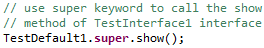 // use super keyword to call the show
// method of TestInterface1 interface
TestDefault1.super.show();